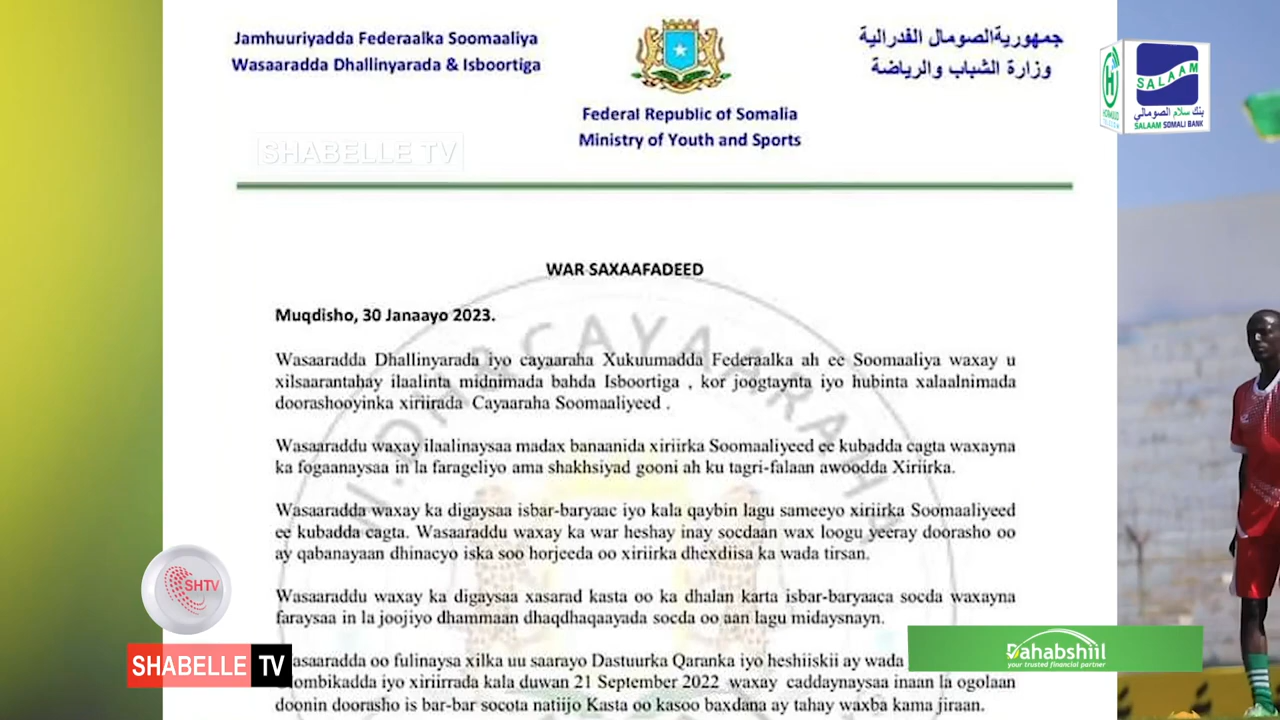 Jamhuuriyadda Federaalka Soomaaliya
Wasaaradda Dhallinyarada & Isboortiga
جمهوريةالصومال الفدرالية
وزارة الشباب والرياضة
Federal Republic of Somalia
Ministry of Youth and Sports
SHABELLE TV
HORMUUD
SALAAM
بنك سلام الصومالي
SALAAM SOMALI BANK
WAR SAXAAFADEED
Muqdisho, 30 Janaayo 2023.
Wasaaradda Dhallinyarada iyo cayaaraha Xukuumadda Federaalka ah ee Soomaaliya waxay u
xilsaarantahay ilaalinta midnimada bahda Isboortiga , kor joogtaynta iyo hubinta xalaalnimada
doorashooyinka xiriirada Cayaaraha Soomaaliyeed .
Wasaaraddu waxay ilaalinaysaa madax banaanida xiriirka Soomaaliyeed ee kubadda cagta waxayna
ka fogaanaysaa in la farageliyo ama shakhsiyad gooni ah ku tagri-falaan awoodda Xiriirka.
Wasaaradda waxay ka digaysaa isbar-baryaac iyo kala qaybin lagu sameeyo xiriirka Soomaaliyeed
ee kubadda cagta. Wasaaraddu waxay ka war heshay inay socdaan wax loogu yeeray doorasho oo
ay qabanayaan dhinacyo iska soo horjeeda oo xiriirka dhexdiisa ka wada tirsan.
Wasaaraddu waxay ka digaysaa xasarad kasta oo ka dhalan karta isbar-baryaaca socda waxayna
faraysaa in la joojiyo dhammaan dhaqdhaqaayada socda oo aan lagu midaysnayn.
asaaradda oo fulinaysa xilka uu saarayo Dastuurka Qaranka iyo heshiiskii ay wada
ombikadda iyo xiriirrada kala duwan 21 September 2022 waxay caddaynaysaa inaan la ogolaan
doonin doorasho is bar-bar socota natiijo Kasta oo kasoo baxdana ay tahay waxba kama jiraan.
CAYAARAHA
SHTV
SHABELLE TV
Dahabshiil
your trusted financial partner